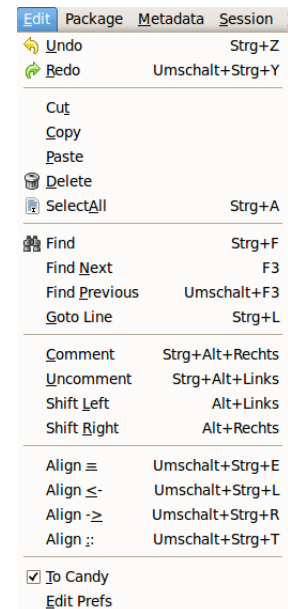 Edit Package Metadata Session
Undo Strg+Z
Redo Umschalt+Strg+Y
Cut
Copy
Paste
Delete
SelectAll Strg+A
Find Strg+F
Find Next F3
Find Previous Umschalt+F3
Goto Line Strg+L
Comment Strg+Alt+Rechts
Uncomment Strg+Alt+Links
Shift Left Alt+Links
Shift Right Alt+Rechts
Align = Umschalt+Strg+E
Align <- Umschalt+Strg+L
Align -> Umschalt+Strg+R
Align :: Umschalt+Strg+T
To Candy
Edit Prefs